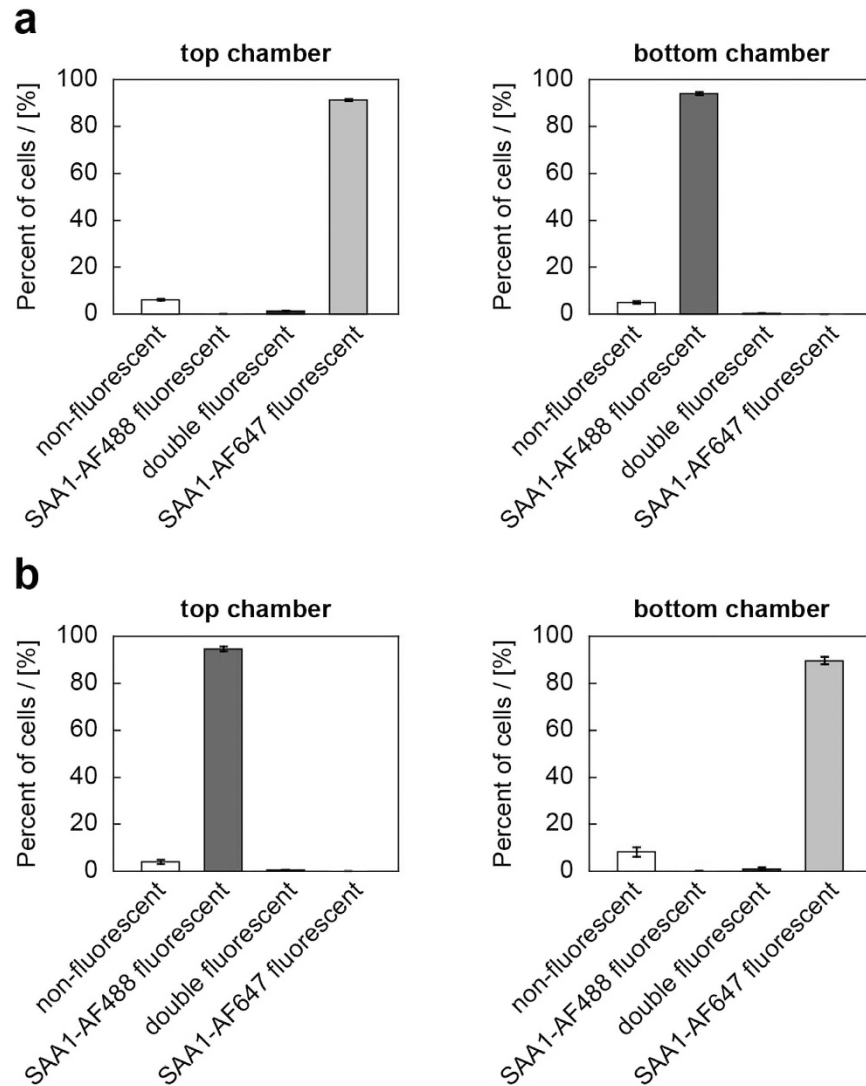 a
top chamber
Percent of cells / [%]
100
80
60
40
20
0
non-fluorescent
SAA1-AF488 fluorescent
double fluorescent
SAA1-AF647 fluorescent
bottom chamber
Percent of cells / [%]
100
80
60
40
20
0
non-fluorescent
SAA1-AF488 fluorescent
double fluorescent
SAA1-AF647 fluorescent
b
top chamber
Percent of cells / [%]
100
80
60
40
20
0
non-fluorescent
SAA1-AF488 fluorescent
double fluorescent
SAA1-AF647 fluorescent
bottom chamber
Percent of cells / [%]
100
80
60
40
20
0
non-fluorescent
SAA1-AF488 fluorescent
double fluorescent
SAA1-AF647 fluorescent